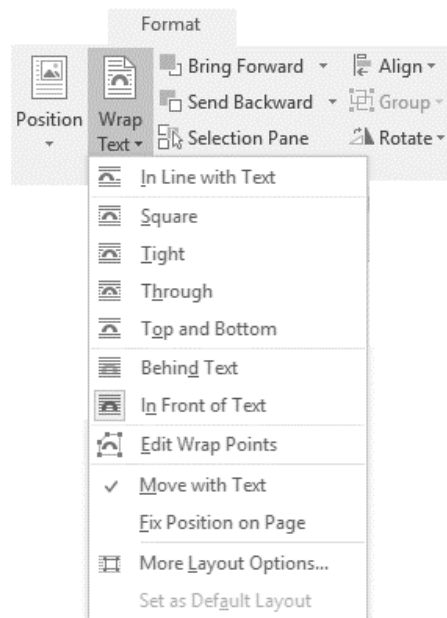 Format
Position
Wrap
Text
Bring Forward
Send Backward
Selection Pane
Align
Group
Rotate
In Line with Text
Square
Tight
Through
Top and Bottom
Behind Text
In Front of Text
Edit Wrap Points
Move with Text
Fix Position on Page
More Layout Options...
Set as Default Layout